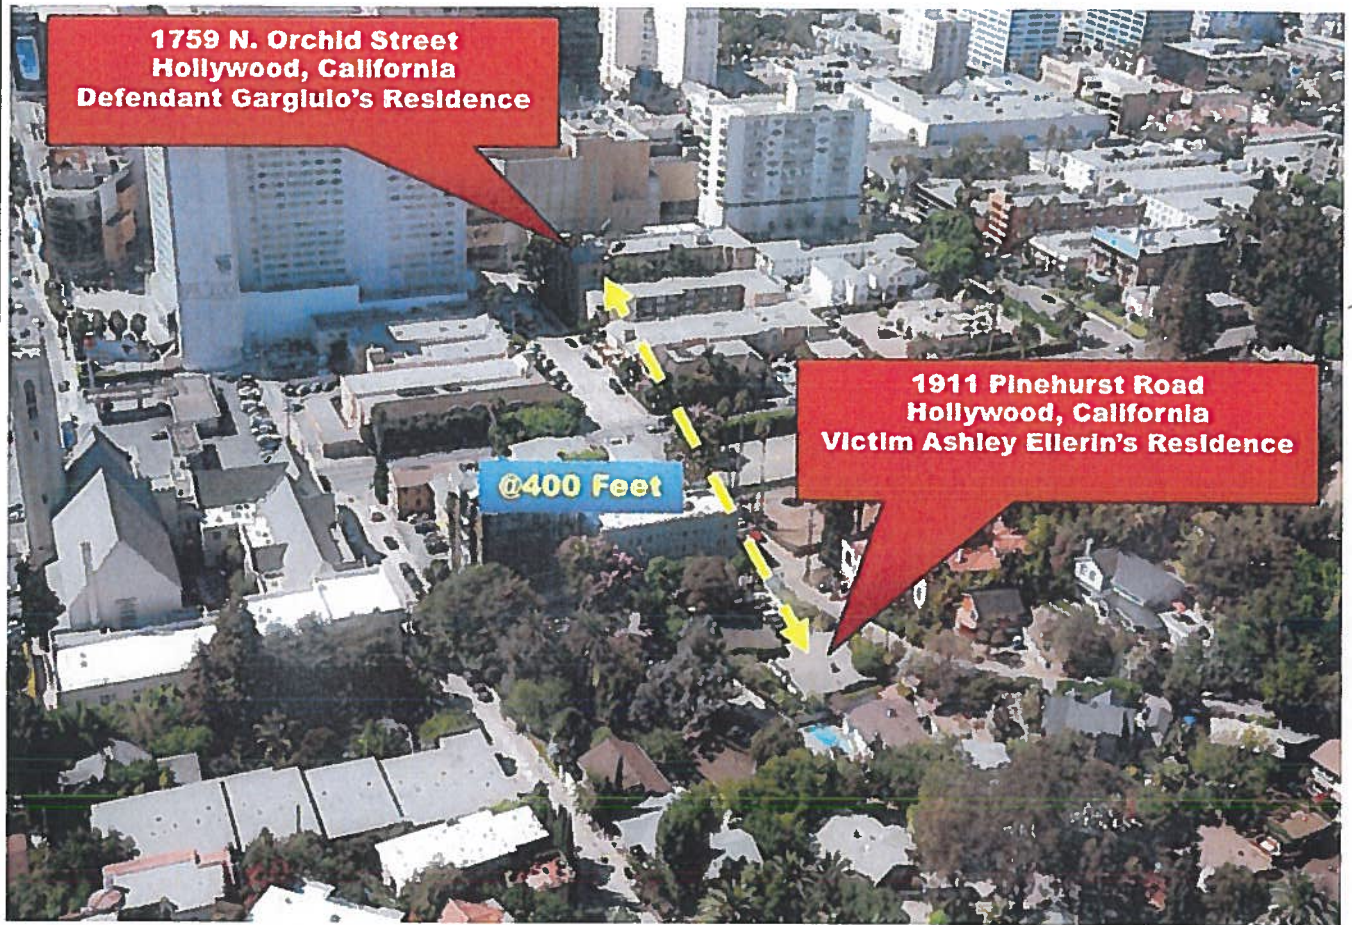 1759 N. Orchid Street
Hollywood, California
Defendant Gargiulo's Residence
1911 Pinehurst Road
Hollywood, California
Victim Ashley Ellerin's Residence
@400 Feet